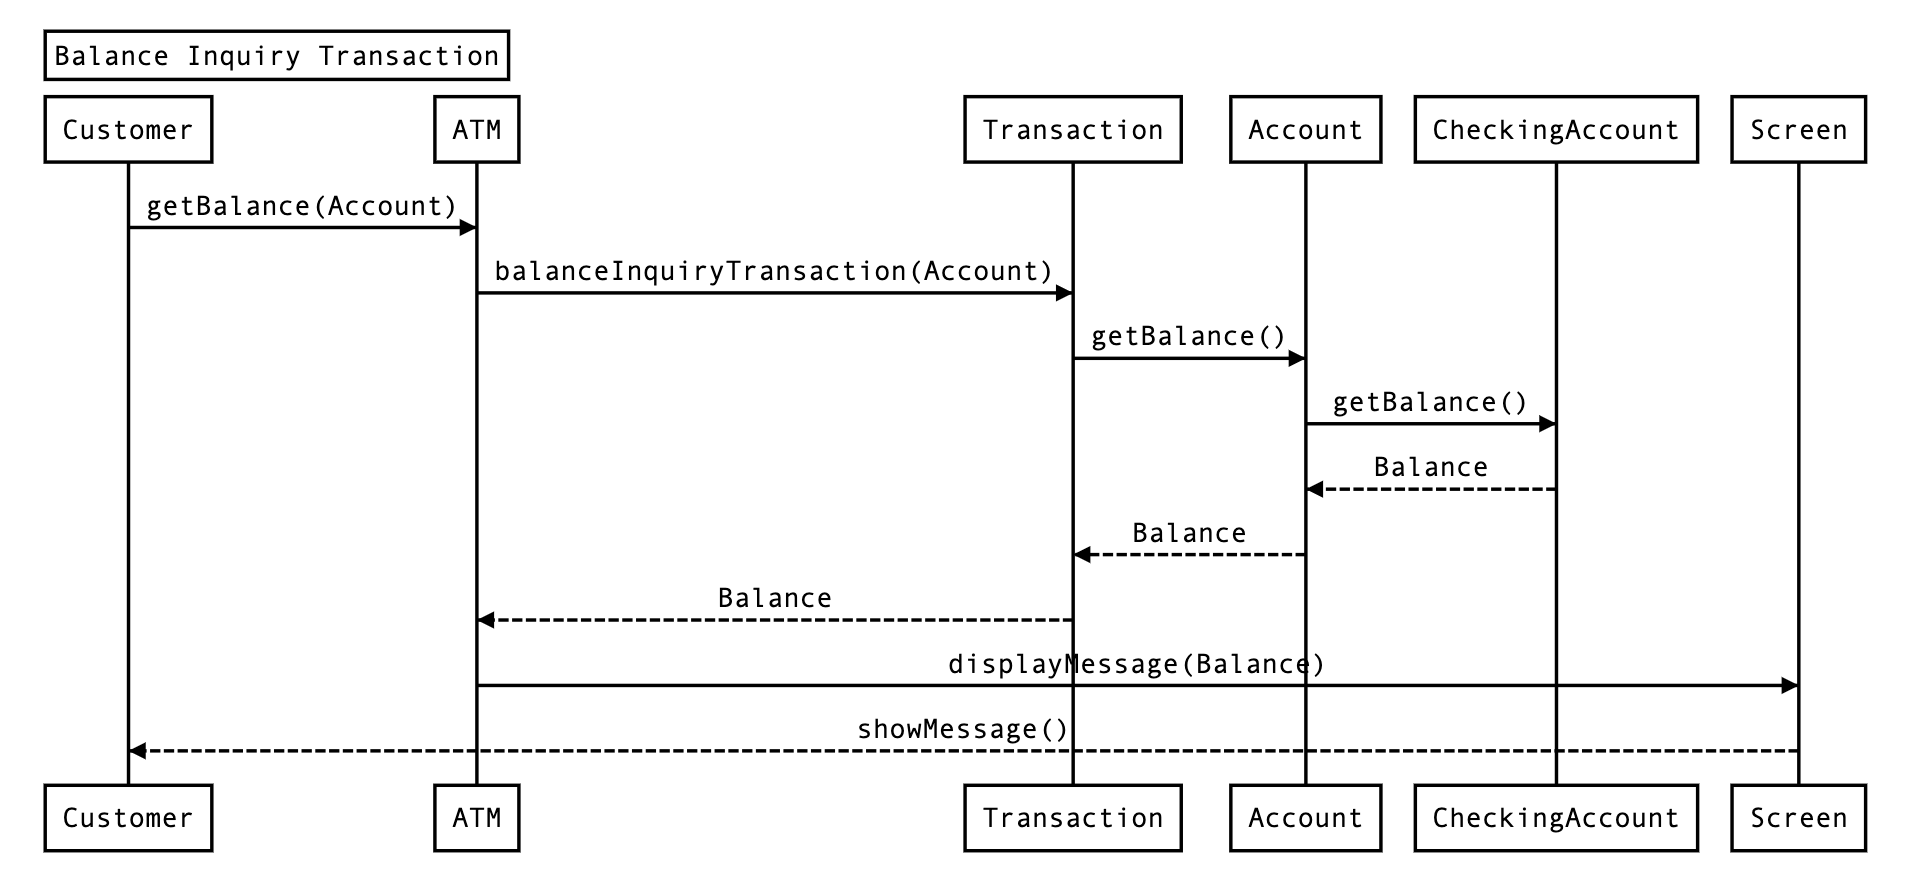 Balance Inquiry Transaction
Customer
ATM
Transaction
Account
CheckingAccount
Screen
getBalance(Account)
balanceInquiryTransaction(Account)
getBalance()
getBalance()
Balance
Balance
Balance
displayMessage(Balance)
showMessage()
Customer
ATM
Transaction
Account
CheckingAccount
Screen